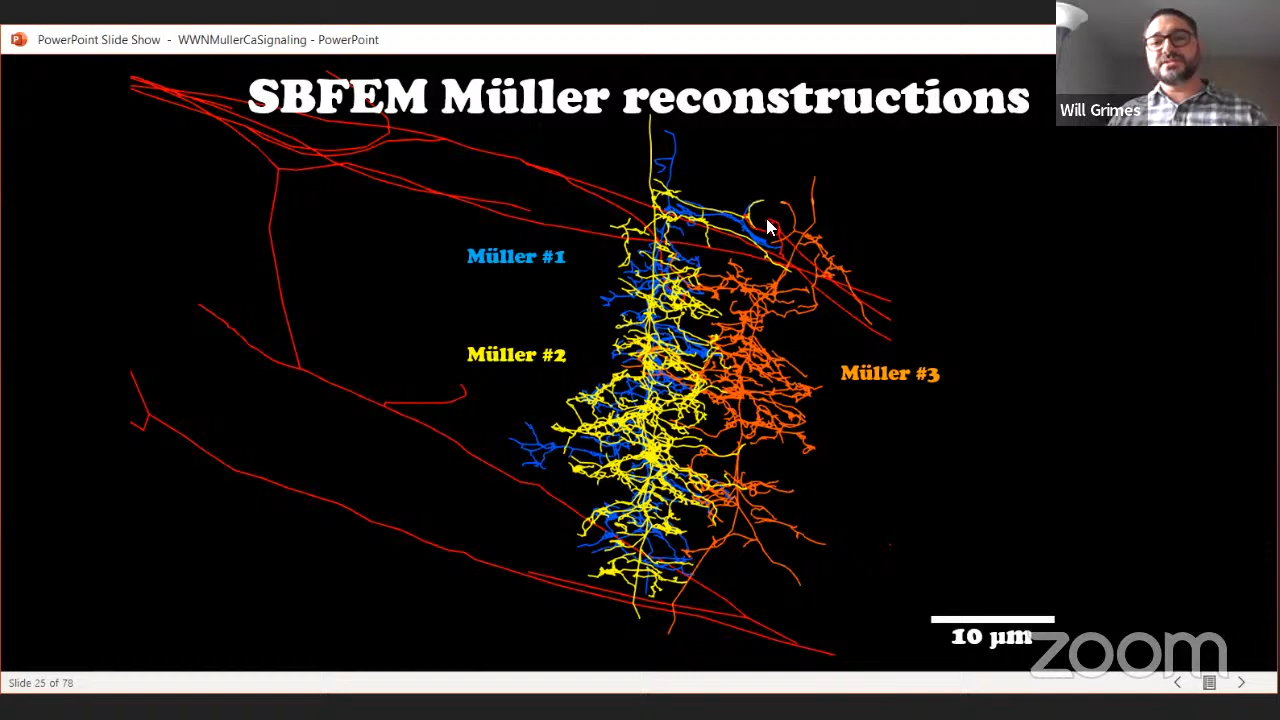 PowerPoint Slide Show - WWNMullerCaSignaling - PowerPoint
Will Grimes
SBFEM Müller reconstructions
Müller #1
Müller #2
Müller #3
10 µm
zoom
Slide 25 of 78